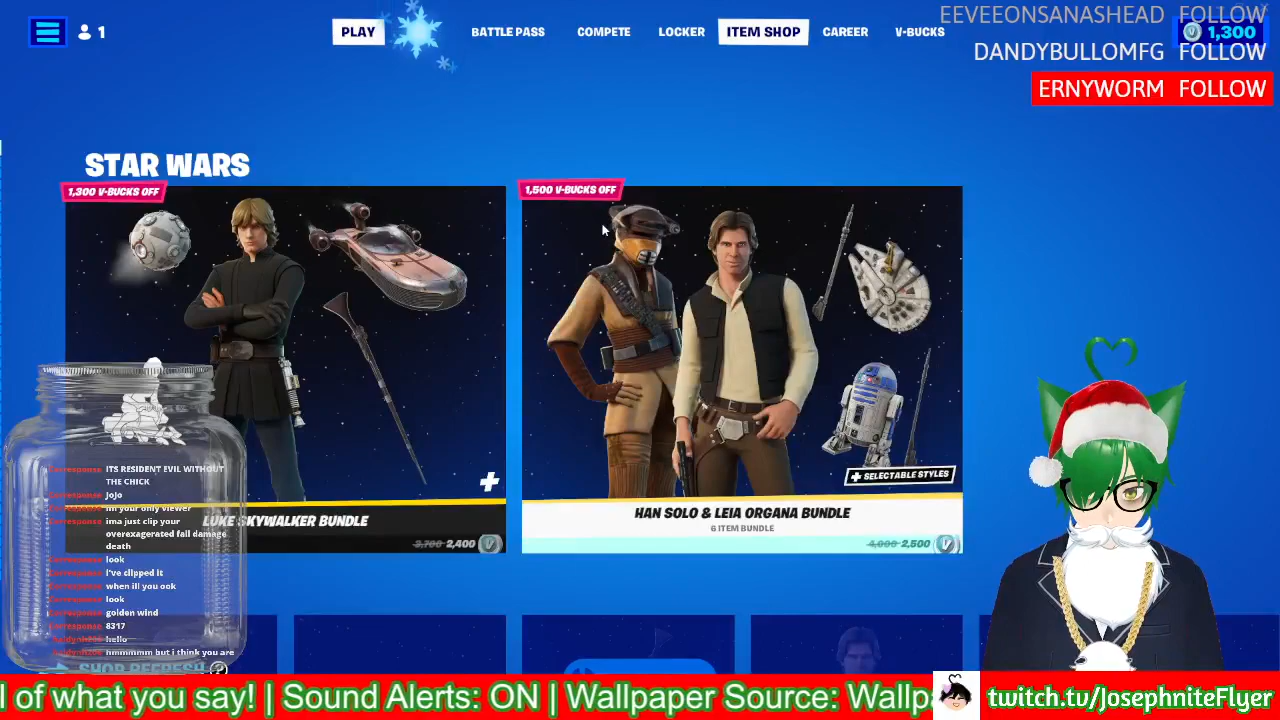 EEVEEONSANASHEAD FOLLOW
1
PLAY
BATTLE PASS
COMPETE
LOCKER
ITEM SHOP
CAREER
V-BUCKS
1,300
DANDYBULLOMFG FOLLOW
ERNYWORM FOLLOW
STAR WARS
1,300 V-BUCKS OFF
1,500 V-BUCKS OFF
+ SELECTABLE STYLES
LUKE SKYWALKER BUNDLE
3,700 2,400
HAN SOLO & LEIA ORGANA BUNDLE
6 ITEM BUNDLE
4,000 2,500
ITS RESIDENT EVIL WITHOUT
THE CHICK
JoJo
im your only viewer
ima just clip your
overexagerated fall damage
death
look
i've clipped it
when ill you ook
look
golden wind
8317
hello
hmmmmm but i think you are
SHOP REFRESH ?
l of what you say! | Sound Alerts: ON | Wallpaper Source: Wallpa
twitch.tv/JosephniteFlyer